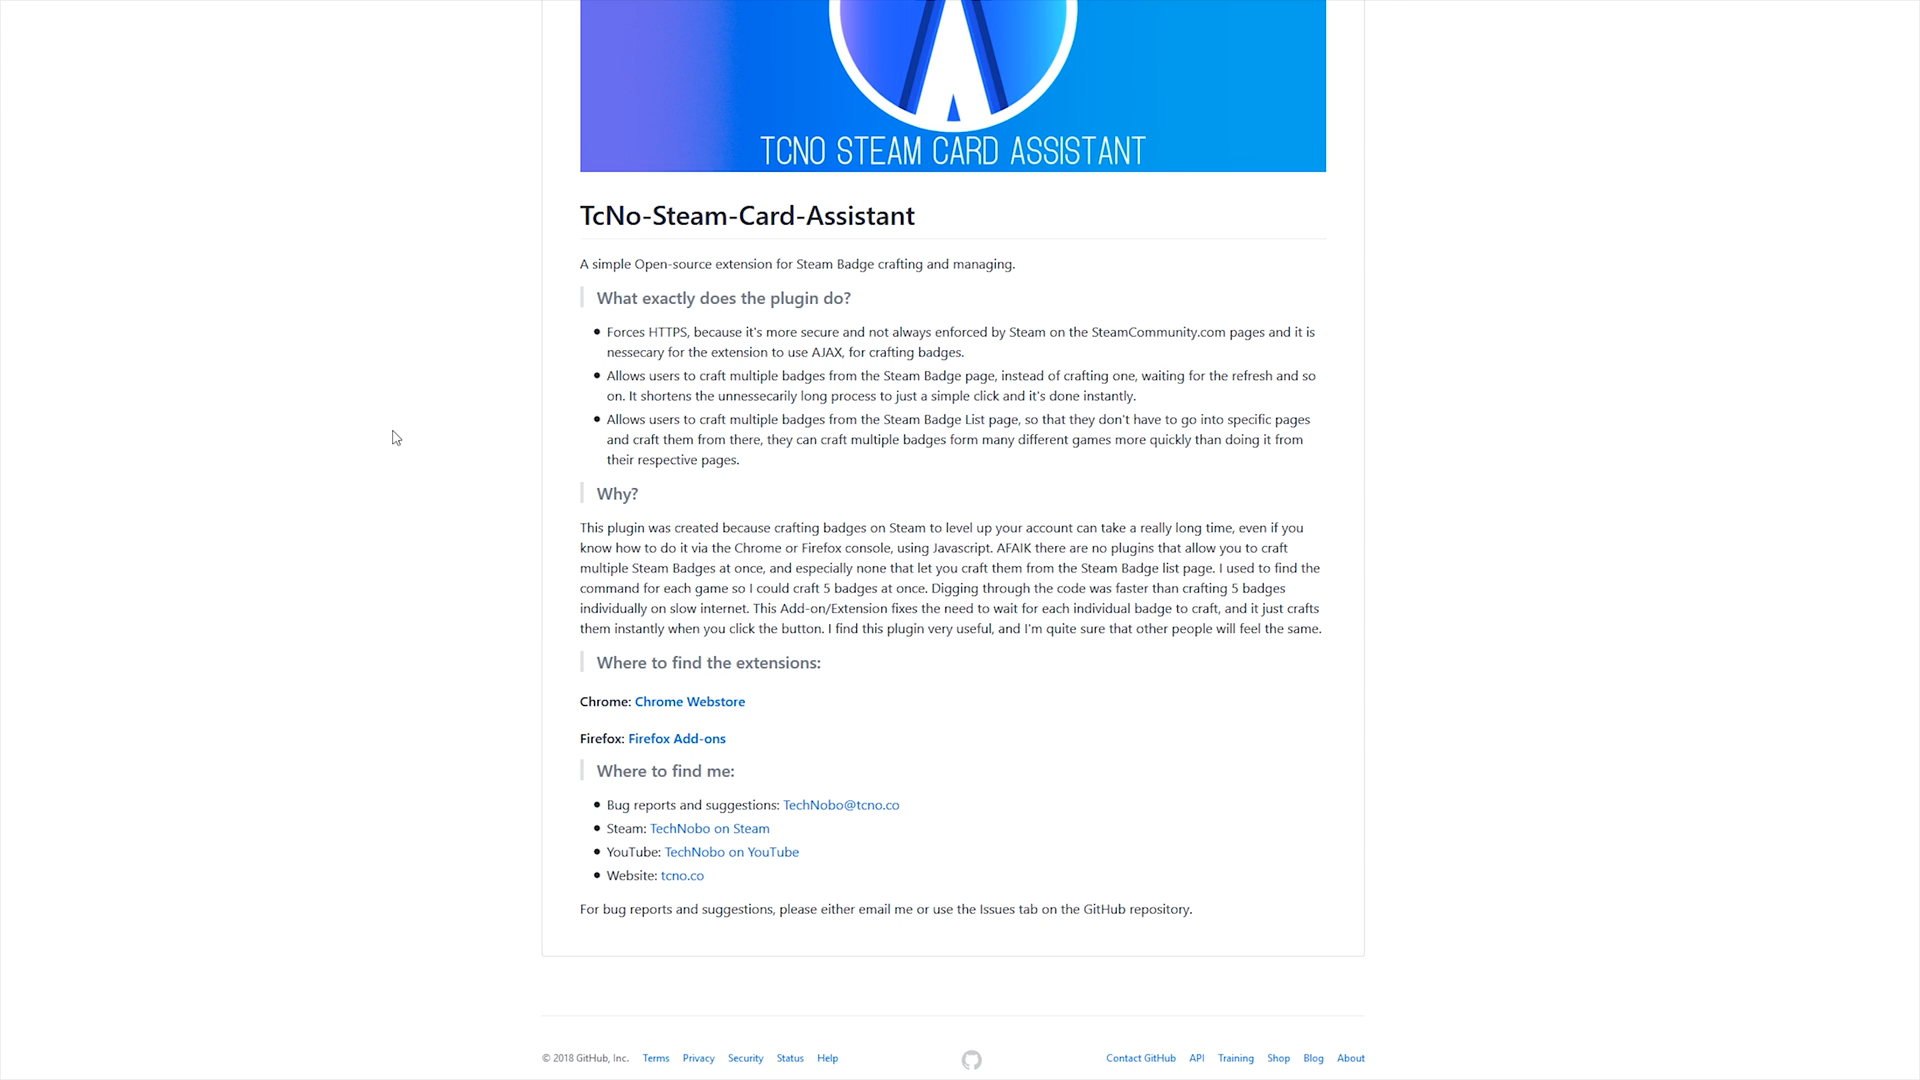 TCNO STEAM CARD ASSISTANT
TcNo-Steam-Card-Assistant
A simple Open-source extension for Steam Badge crafting and managing.
What exactly does the plugin do?
Forces HTTPS, because it's more secure and not always enforced by Steam on the SteamCommunity.com pages and it is
nessecary for the extension to use AJAX, for crafting badges.
Allows users to craft multiple badges from the Steam Badge page, instead of crafting one, waiting for the refresh and so
on. It shortens the unnessecarily long process to just a simple click and it's done instantly.
Allows users to craft multiple badges from the Steam Badge List page, so that they don't have to go into specific pages
and craft them from there, they can craft multiple badges form many different games more quickly than doing it from
their respective pages.
Why?
This plugin was created because crafting badges on Steam to level up your account can take a really long time, even if you
know how to do it via the Chrome or Firefox console, using Javascript. AFAIK there are no plugins that allow you to craft
multiple Steam Badges at once, and especially none that let you craft them from the Steam Badge list page. I used to find the
command for each game so I could craft 5 badges at once. Digging through the code was faster than crafting 5 badges
individually on slow internet. This Add-on/Extension fixes the need to wait for each individual badge to craft, and it just crafts
them instantly when you click the button. I find this plugin very useful, and I'm quite sure that other people will feel the same.
Where to find the extensions:
Chrome: Chrome Webstore
Firefox: Firefox Add-ons
Where to find me:
Bug reports and suggestions: TechNobo@tcno.co
Steam: TechNobo on Steam
YouTube: TechNobo on YouTube
Website: tcno.co
For bug reports and suggestions, please either email me or use the Issues tab on the GitHub repository.
© 2018 GitHub, Inc. Terms Privacy Security Status Help Contact GitHub API Training Shop Blog About